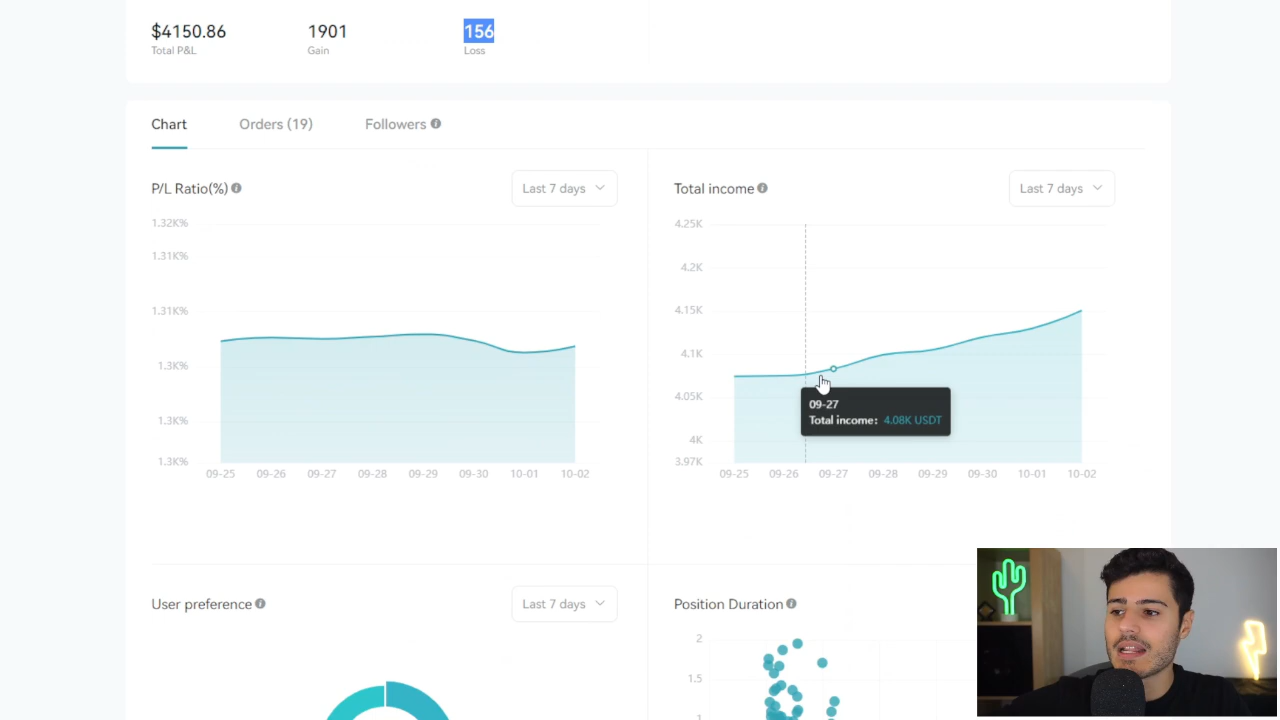 $4150.86 1901 156
Total P&L Gain Loss
Chart Orders (19) Followers
P/L Ratio(%) Last 7 days
1.32K%
1.31K%
1.31K%
1.3K%
1.3K%
1.3K%
09-25 09-26 09-27 09-28 09-29 09-30 10-01 10-02
Total income Last 7 days
4.25K
4.2K
4.15K
4.1K
4.05K
4K
3.97K
09-27
Total income: 4.08K USDT
09-25 09-26 09-27 09-28 09-29 09-30 10-01 10-02
User preference Last 7 days
Position Duration
2
1.5
1